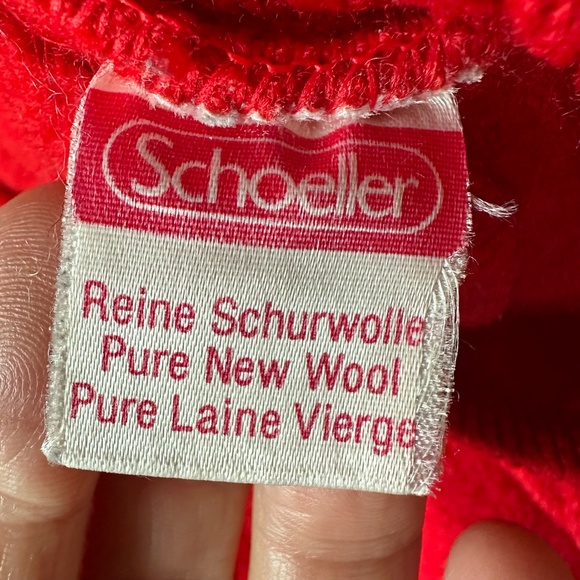 Schoeller
Reine Schurwolle
Pure New Wool
Pure Laine Vierge